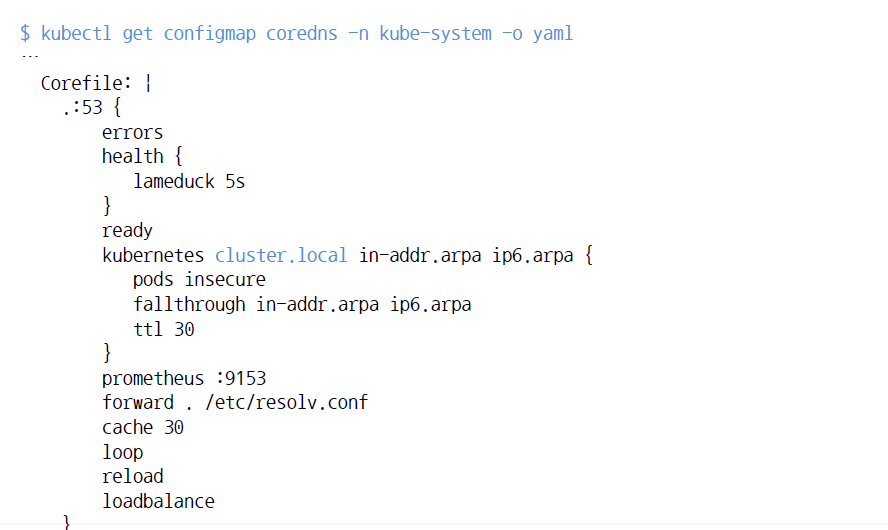 $ kubectl get configmap coredns -n kube-system -o yaml
...
Corefile: |
.:53 {
errors
health {
lameduck 5s
}
ready
kubernetes cluster.local in-addr.arpa ip6.arpa {
pods insecure
fallthrough in-addr.arpa ip6.arpa
ttl 30
}
prometheus :9153
forward . /etc/resolv.conf
cache 30
loop
reload
loadbalance
}